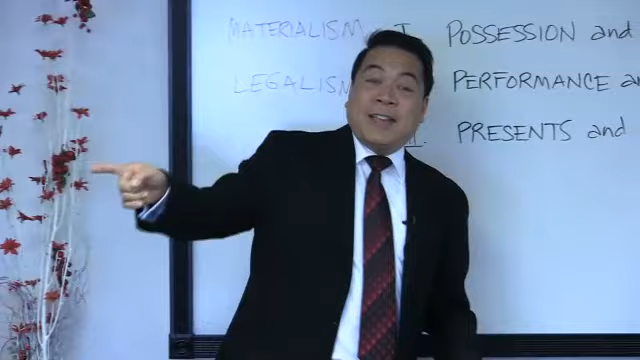 MATERIALISM I. POSSESSION and
LEGALISM PERFORMANCE a
I. PRESENTS and